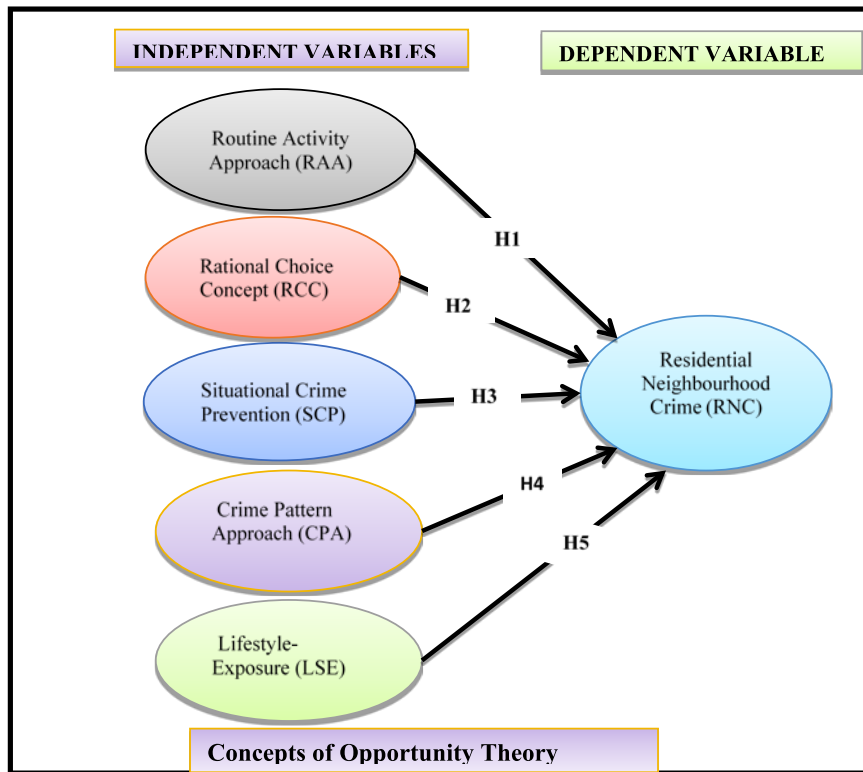 INDEPENDENT VARIABLES
DEPENDENT VARIABLE
Routine Activity
Approach (RAA)
H1
Rational Choice
Concept (RCC)
H2
Situational Crime
Prevention (SCP)
H3
Residential
Neighbourhood
Crime (RNC)
Crime Pattern
Approach (CPA)
H4
H5
Lifestyle-
Exposure (LSE)
Concepts of Opportunity Theory